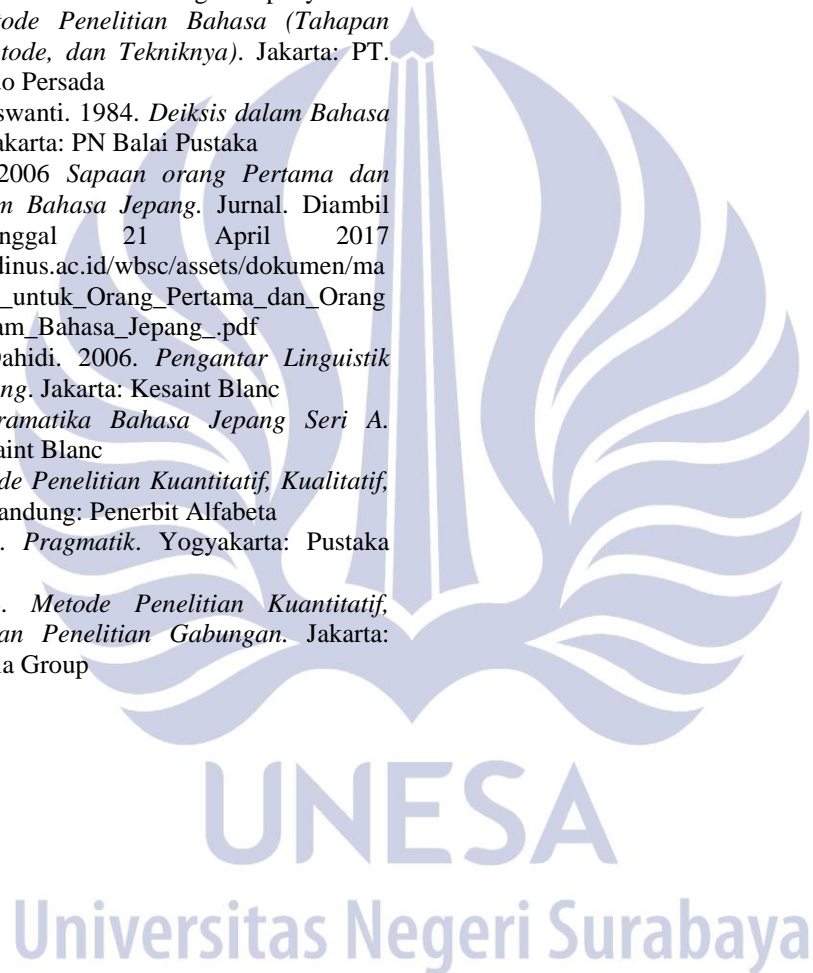 tode Penelitian Bahasa (Tahapan
tode, dan Tekniknya). Jakarta: PT.
o Persada
swanti. 1984. Deiksis dalam Bahasa
akarta: PN Balai Pustaka
2006 Sapaan orang Pertama dan
m Bahasa Jepang. Jurnal. Diambil
nggal 21 April 2017
dinus.ac.id/wbsc/assets/dokumen/ma
_untuk_Orang_Pertama_dan_Orang
am_Bahasa_Jepang_.pdf
Dahidi. 2006. Pengantar Linguistik
ng. Jakarta: Kesaint Blanc
ramatika Bahasa Jepang Seri A.
aint Blanc
de Penelitian Kuantitatif, Kualitatif,
andung: Penerbit Alfabeta
. Pragmatik. Yogyakarta: Pustaka
. Metode Penelitian Kuantitatif,
an Penelitian Gabungan. Jakarta:
ia Group
UNESA
Universitas Negeri Surabaya